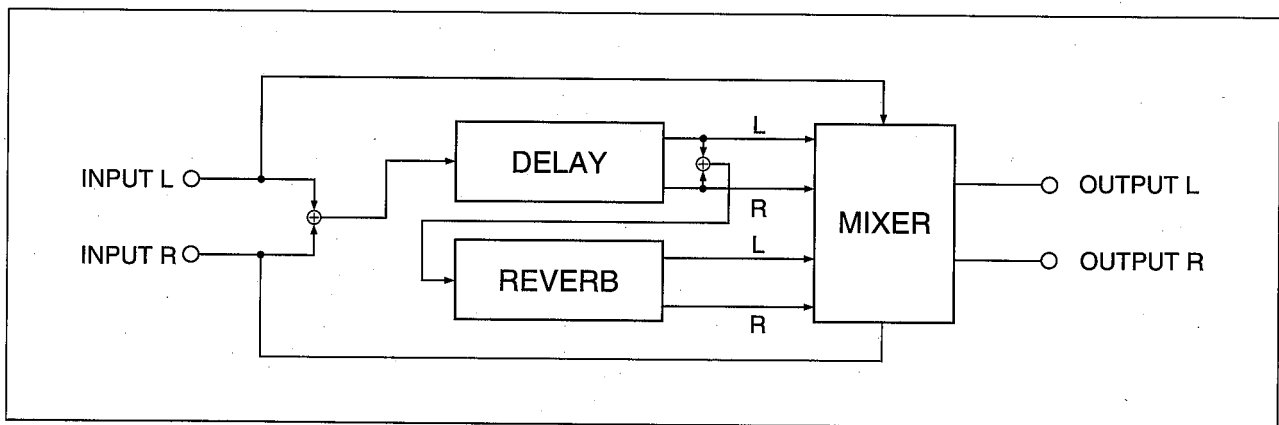 L
DELAY
INPUT L
OUTPUT L
R
MIXER
INPUT R
L
OUTPUT R
REVERB
R